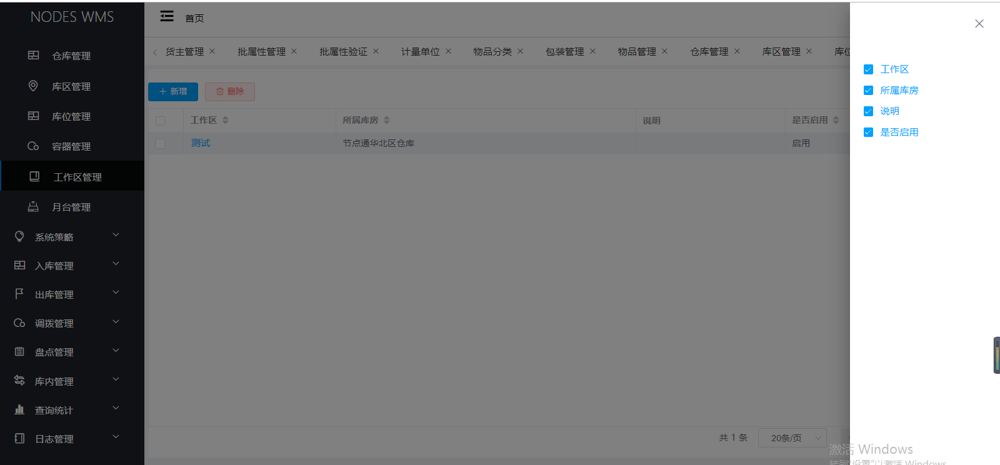 NODES WMS
仓库管理
库区管理
库位管理
容器管理
工作区管理
月台管理
系统策略
入库管理
出库管理
调拨管理
盘点管理
库内管理
查询统计
日志管理
首页
货主管理 批属性管理 批属性验证 计量单位 物品分类 包装管理 物品管理 仓库管理 库区管理 库位
新增 删除
工作区 所属库房 说明 是否启用
测试 节点通华北区仓库 启用
共 1 条 20条/页
工作区
所属库房
说明
是否启用
激活 Windows
转到"设置"以激活 Windows